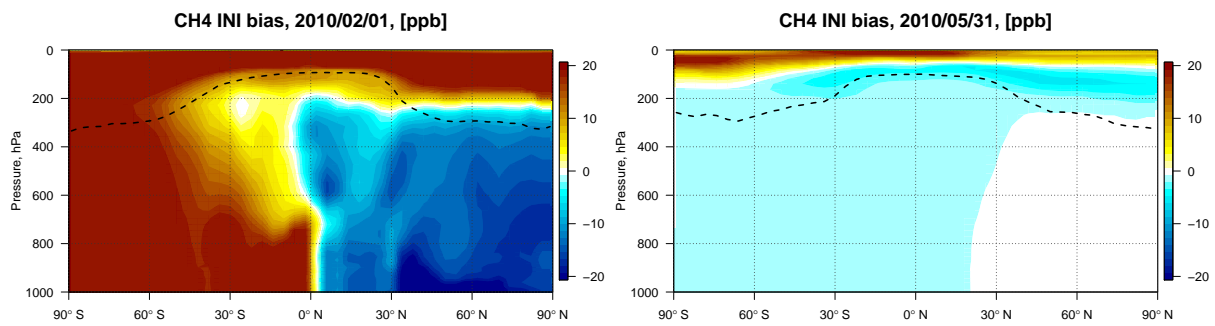 CH4 INI bias, 2010/02/01, [ppb]
Pressure, hPa
0
200
400
600
800
1000
90° S
60° S
30° S
0° N
30° N
60° N
90° N
20
10
0
−10
−20
CH4 INI bias, 2010/05/31, [ppb]
Pressure, hPa
0
200
400
600
800
1000
90° S
60° S
30° S
0° N
30° N
60° N
90° N
20
10
0
−10
−20